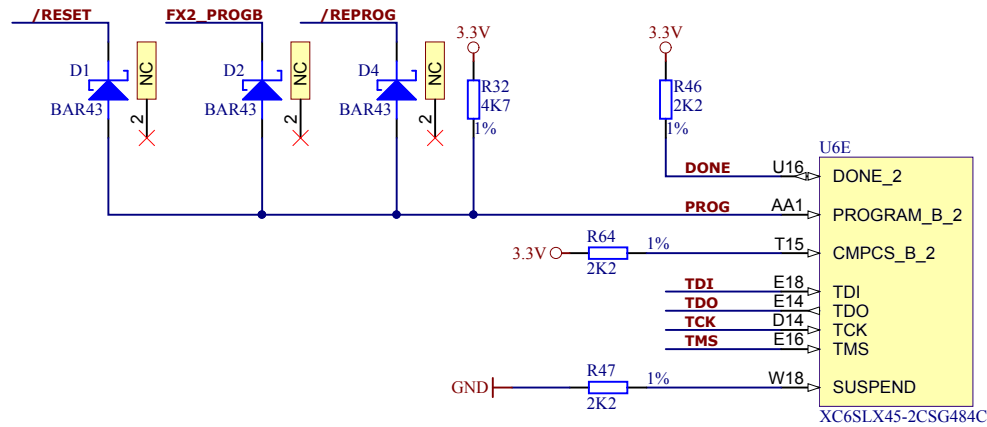 /RESET FX2_PROGB /REPROG
3.3V 3.3V
D1 NC D2 NC D4 NC R32 R46
BAR43 BAR43 BAR43 4K7 2K2
2 2 2 1% 1%
U6E
DONE U16 DONE_2
PROG AA1 PROGRAM_B_2
R64 1%
3.3V T15 CMPCS_B_2
2K2
TDI E18 TDI
TDO E14 TDO
TCK D14 TCK
TMS E16 TMS
R47 1%
GND W18 SUSPEND
2K2
XC6SLX45-2CSG484C